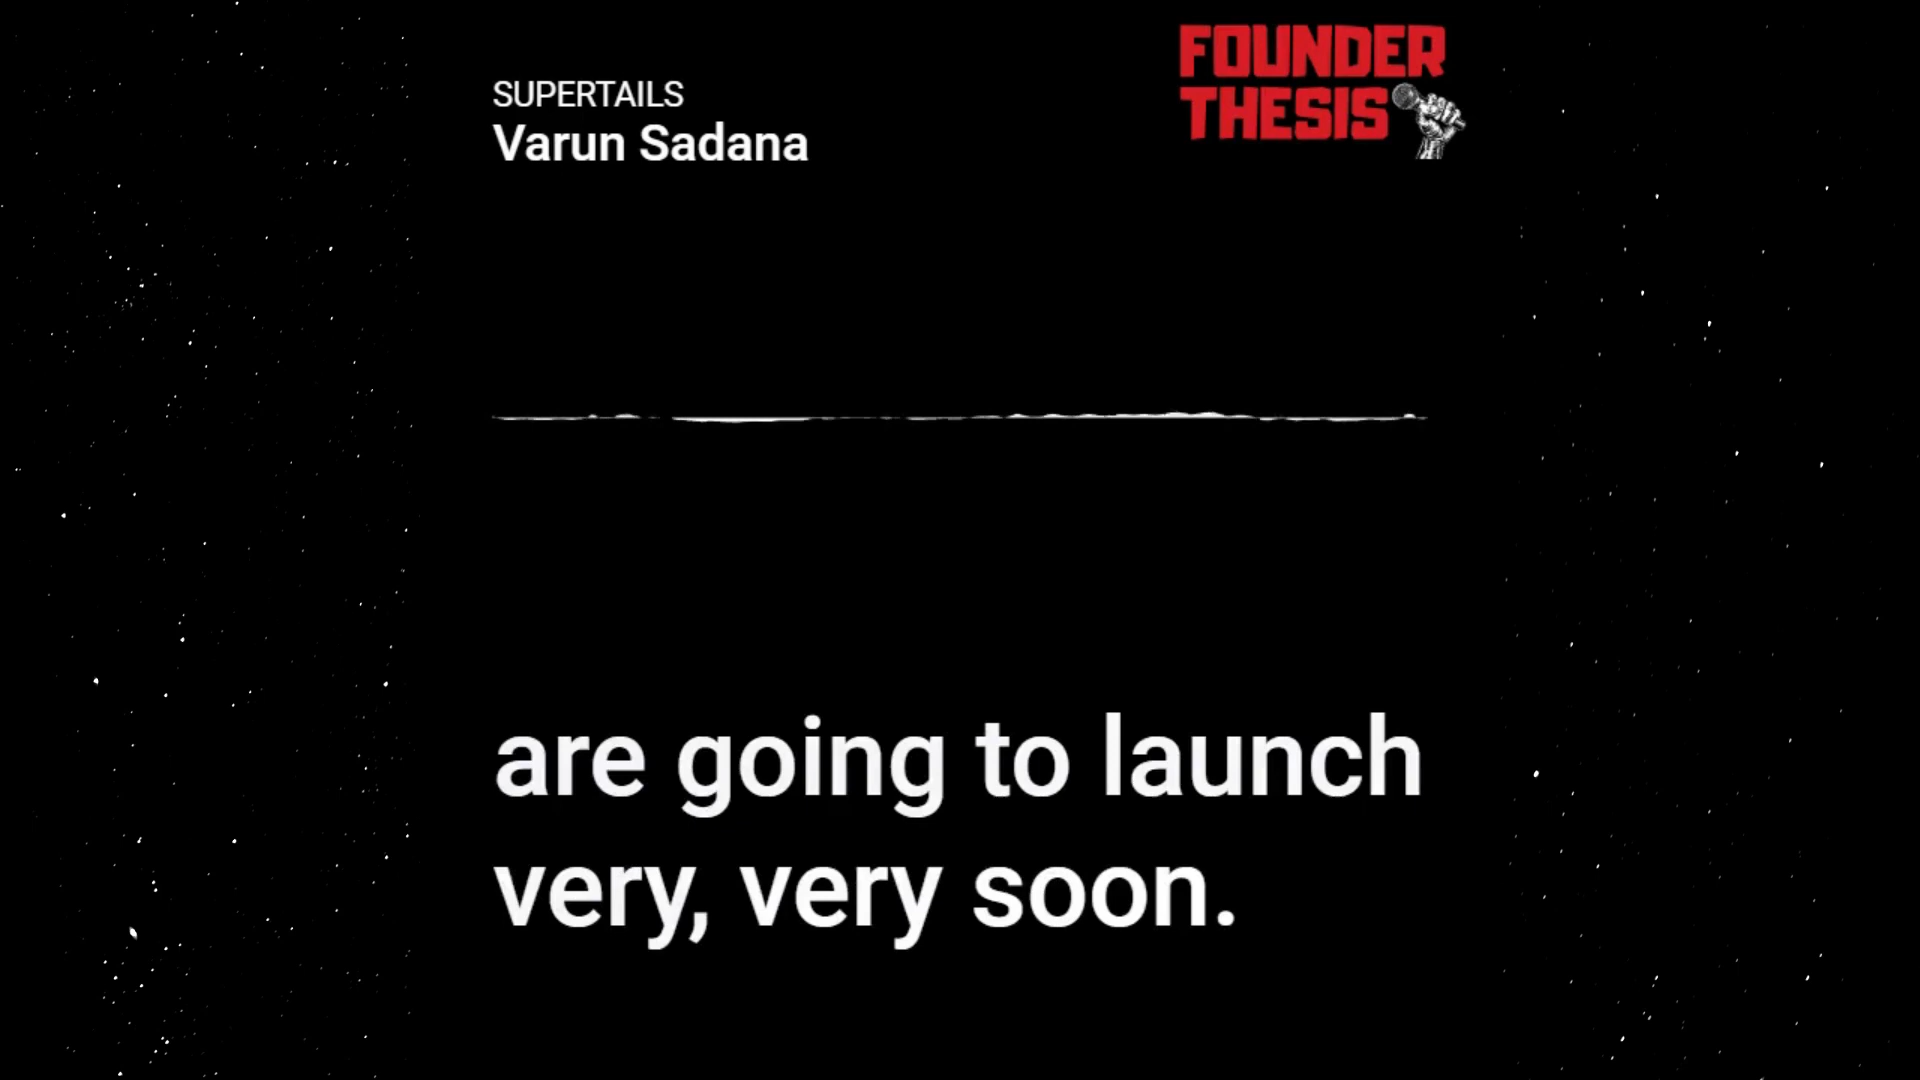 SUPERTAILS
Varun Sadana
FOUNDER
THESIS
are going to launch
very, very soon.